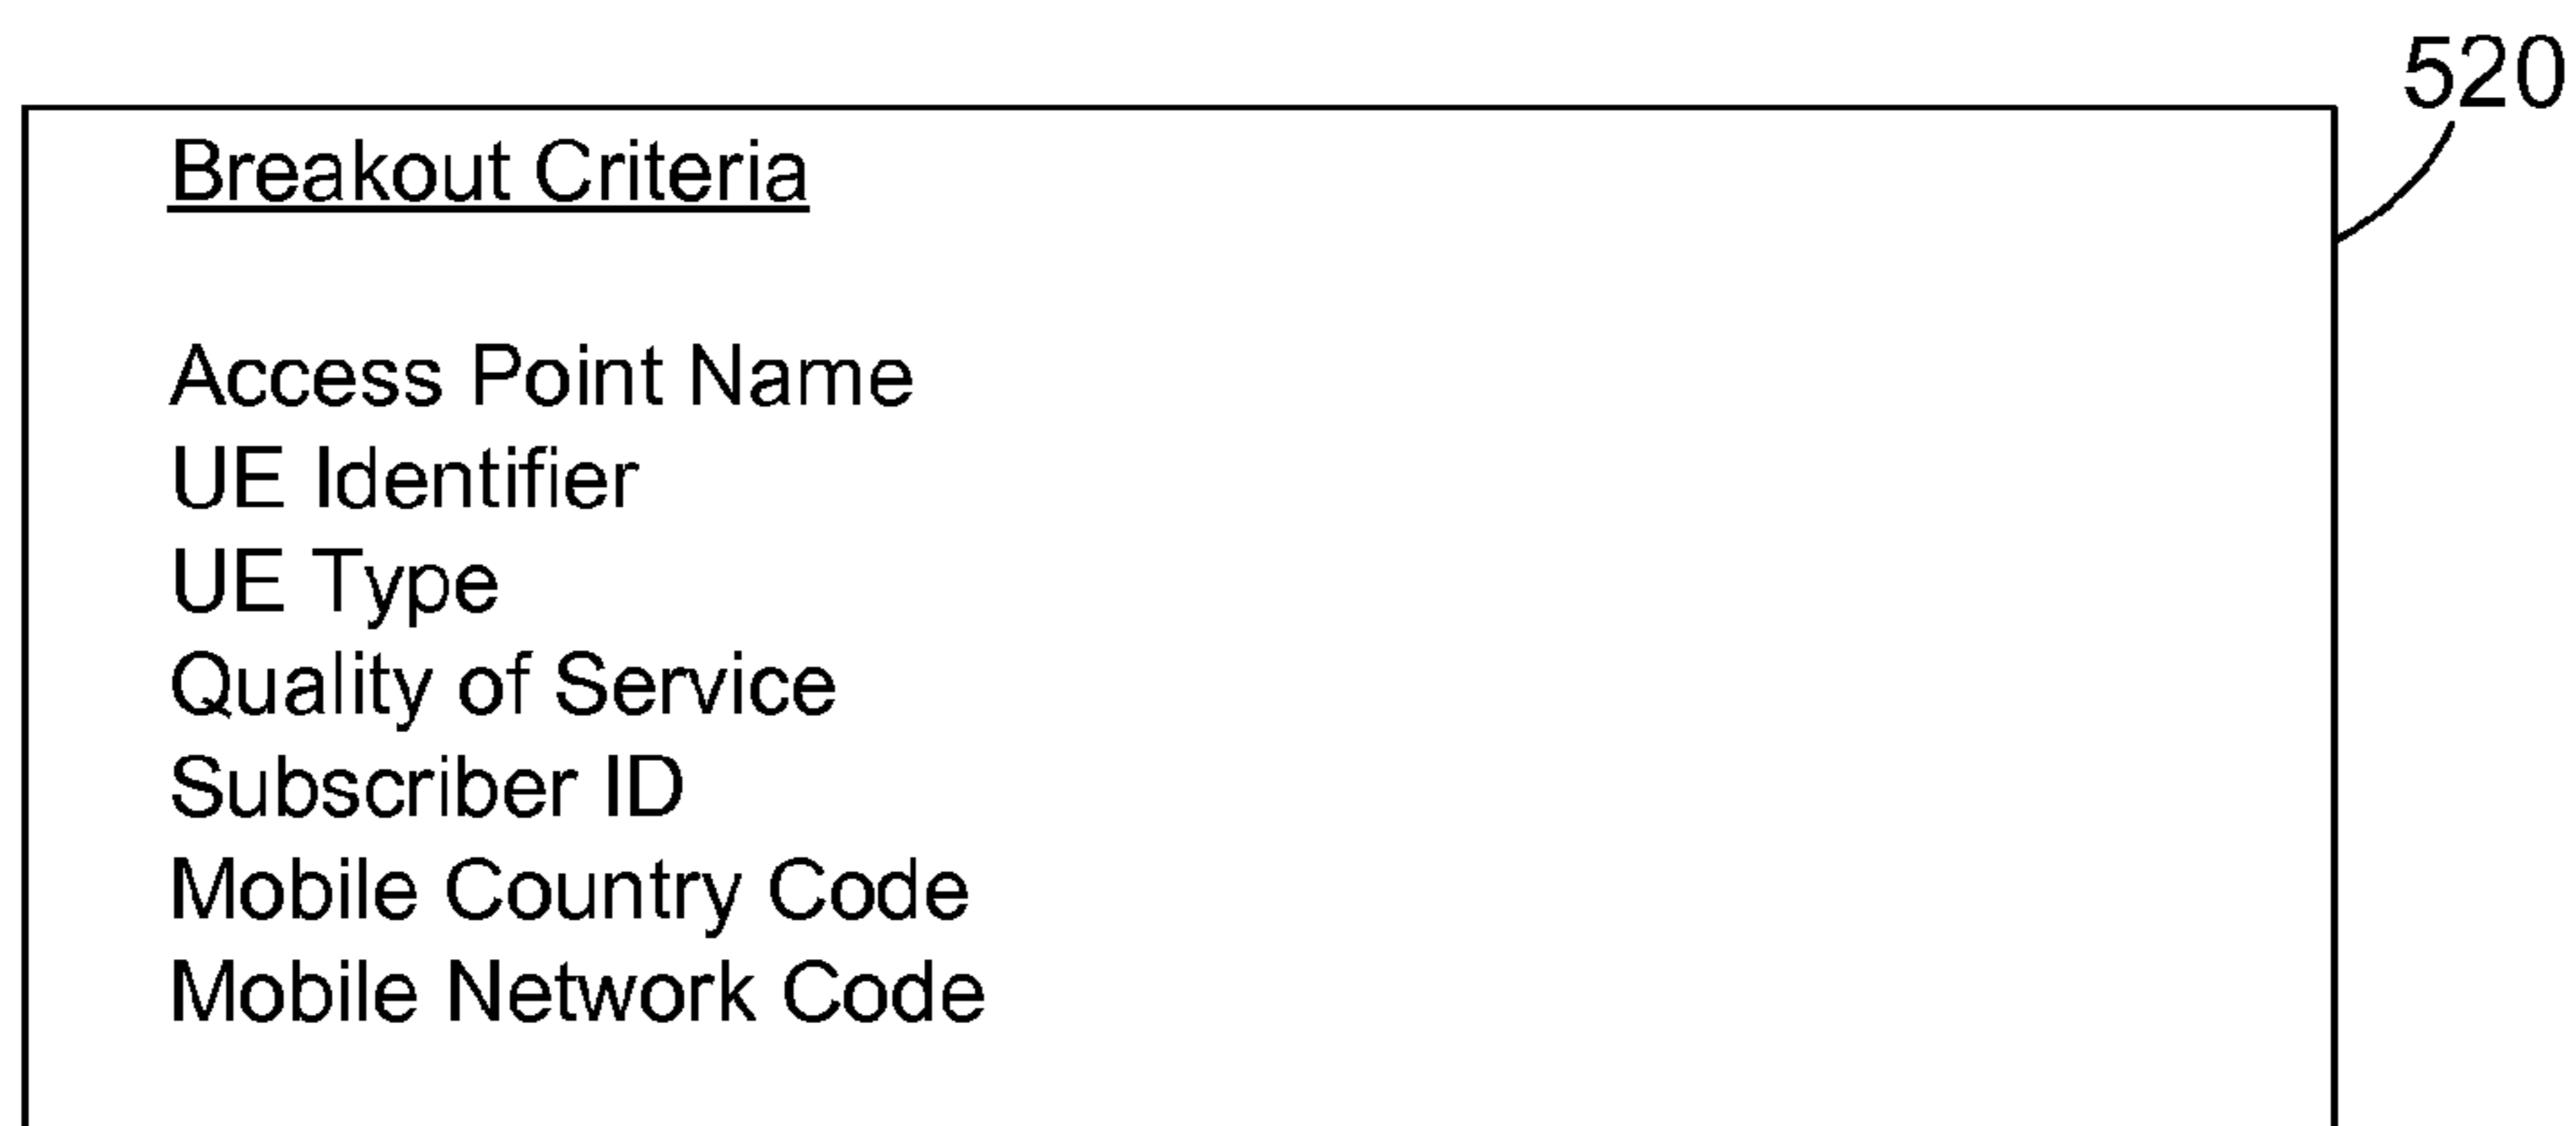 520
Breakout Criteria
Access Point Name
UE Identifier
UE Type
Quality of Service
Subscriber ID
Mobile Country Code
Mobile Network Code